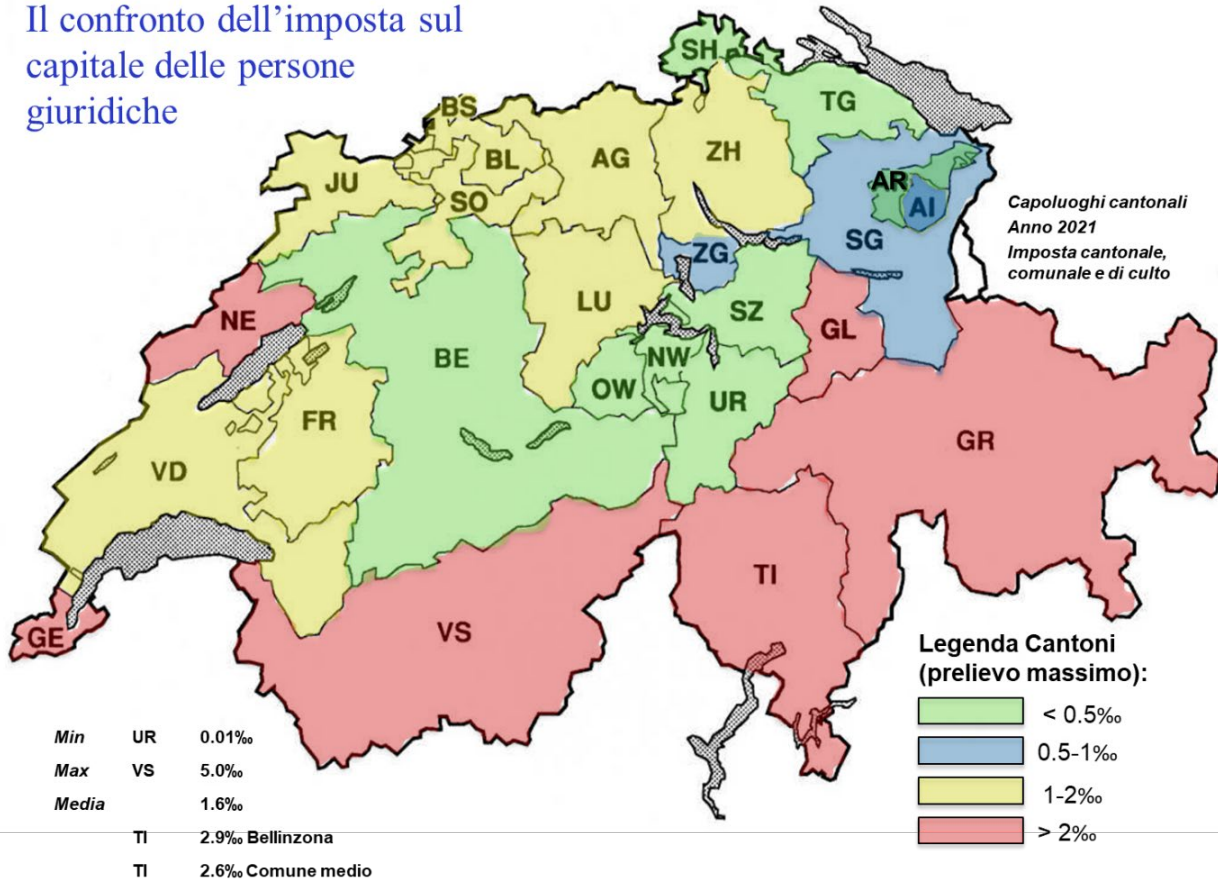 Il confronto dell’imposta sul
capitale delle persone
giuridiche
SH
TG
BS
BL
AG
ZH
JU
SO
AR
AI
SG
ZG
Capoluoghi cantonali
Anno 2021
Imposta cantonale,
comunale e di culto
NE
LU
SZ
GL
BE
NW
OW
UR
FR
GR
VD
TI
VS
GE
Legenda Cantoni
(prelievo massimo):
< 0.5‰
0.5-1‰
1-2‰
> 2‰
Min UR 0.01‰
Max VS 5.0‰
Media 1.6‰
TI 2.9‰ Bellinzona
TI 2.6‰ Comune medio